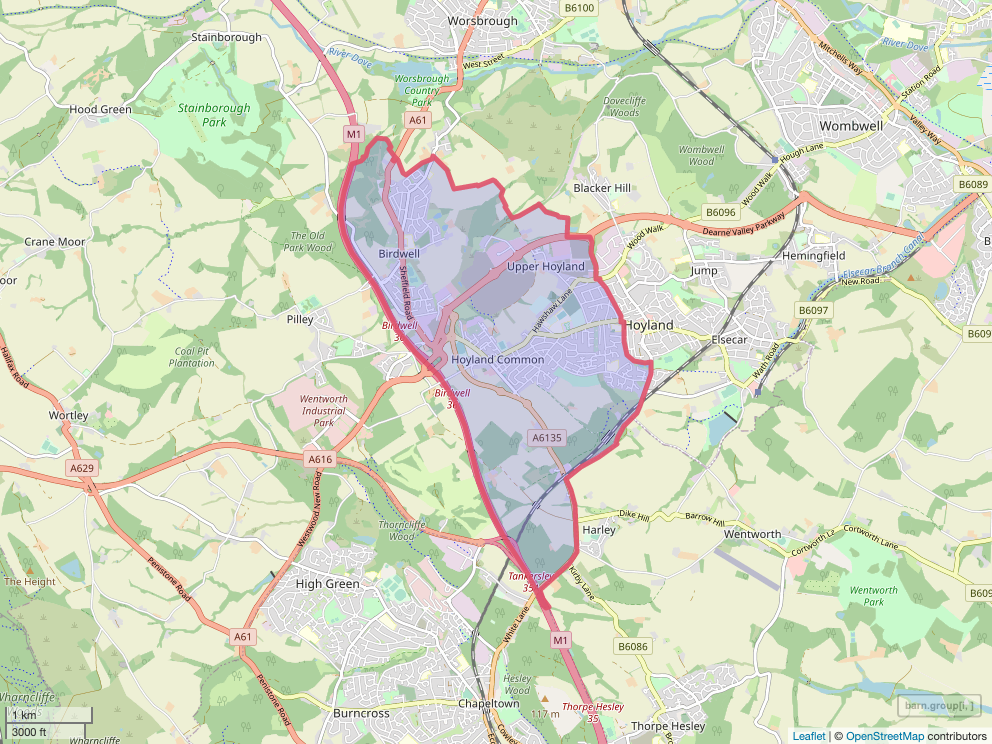 B6100
Worsbrough
Stainborough
River Dove
West Street
Mitchells Way
River Dove
Station Road
Worsbrough
Country
Park
Hood Green
Stainborough
Park
Dovecliffe
Woods
A61
M1
Wombwell
Valley Way
Wombwell
Wood
Hough Lane
Blacker Hill
Wood Walk
B6089
B6096
Dearne Valley Parkway
The Old
Park Wood
Crane Moor
Wood Walk
Birdwell
Upper Hoyland
Jump
Hemingfield
Elsecar Branch Canal
New Road
Sheffield Road
Hawshaw Lane
B6097
Pilley
Birdwell
36
Hoyland
Elsecar
Coal Pit
Plantation
Halifax Road
Hoyland Common
Wath Road
Wentworth
Industrial
Park
Birdwell
36
Wortley
A6135
A616
A629
Westwood New Road
Thorncliffe
Wood
Dike Hill
Barrow Hill
Harley
Wentworth
Cortworth Lane
The Height
Penistone Road
High Green
Tankersley
35a
Kirby Lane
Wentworth
Park
White Lane
A61
M1
B6086
Penistone Road
Hesley
Wood
Wharncliffe
Chapeltown
Thorpe Hesley
35
117 m
Burncross
Thorpe Hesley
Cowley
Wharncliffe
barn.group[i, ]
1 km
3000 ft
Leaflet | © OpenStreetMap contributors